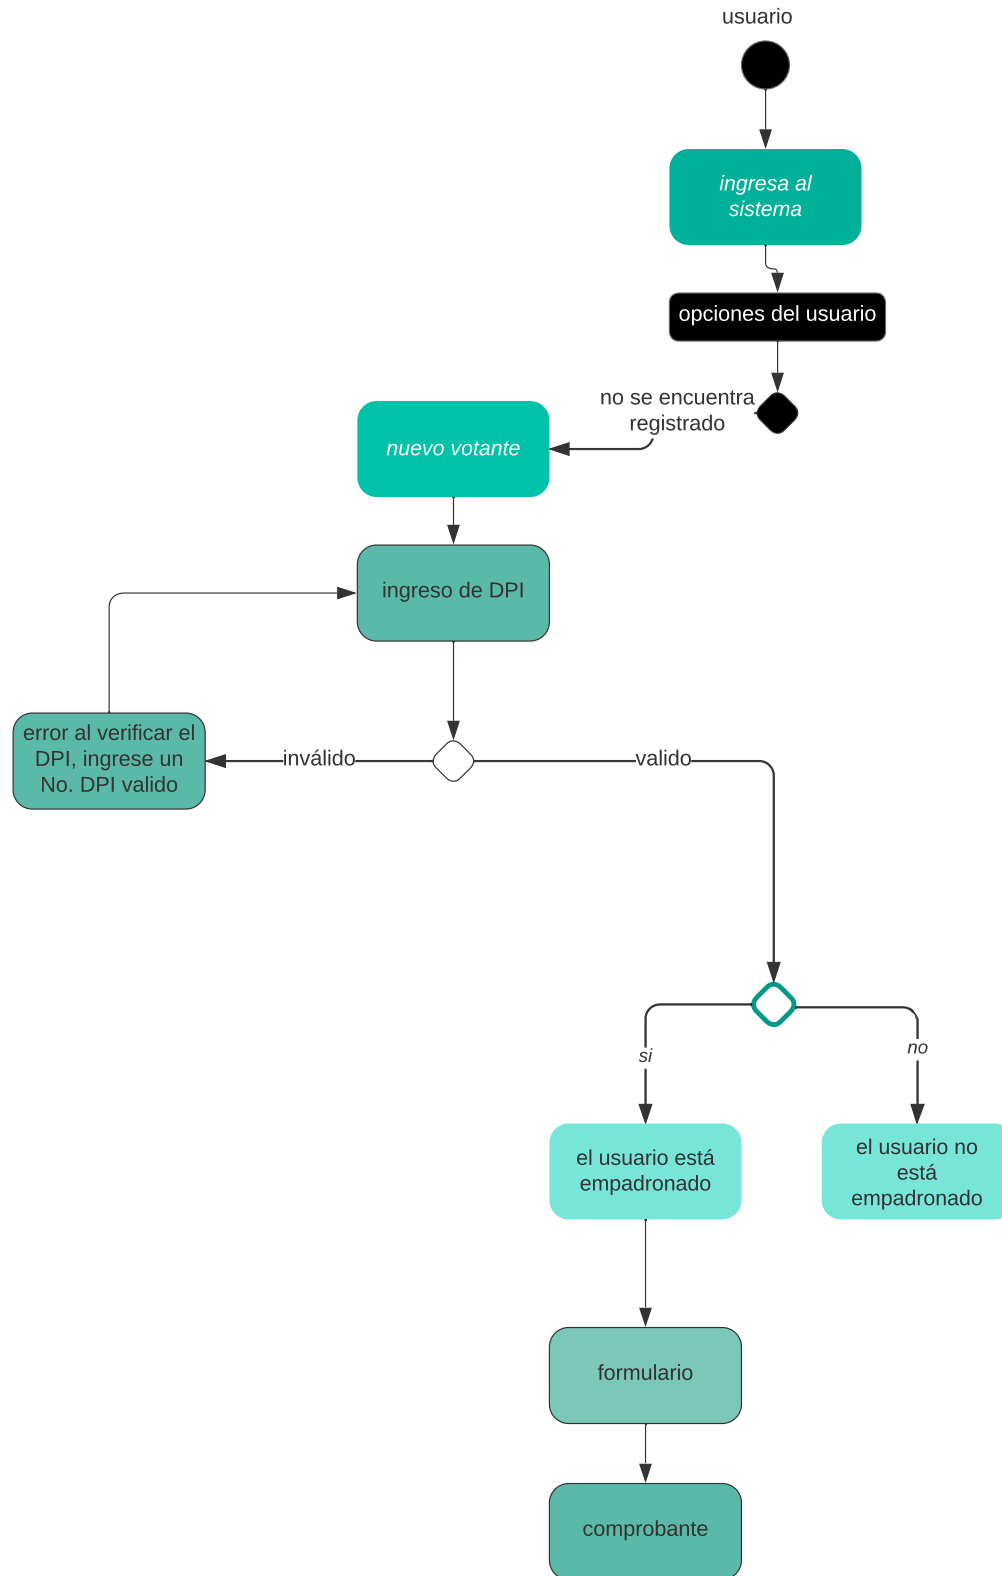 usuario
ingresa al
sistema
opciones del usuario
no se encuentra
registrado
nuevo votante
ingreso de DPI
error al verificar el
DPI, ingrese un
No. DPI valido
inválido
valido
si
no
el usuario está
empadronado
el usuario no
está
empadronado
formulario
comprobante